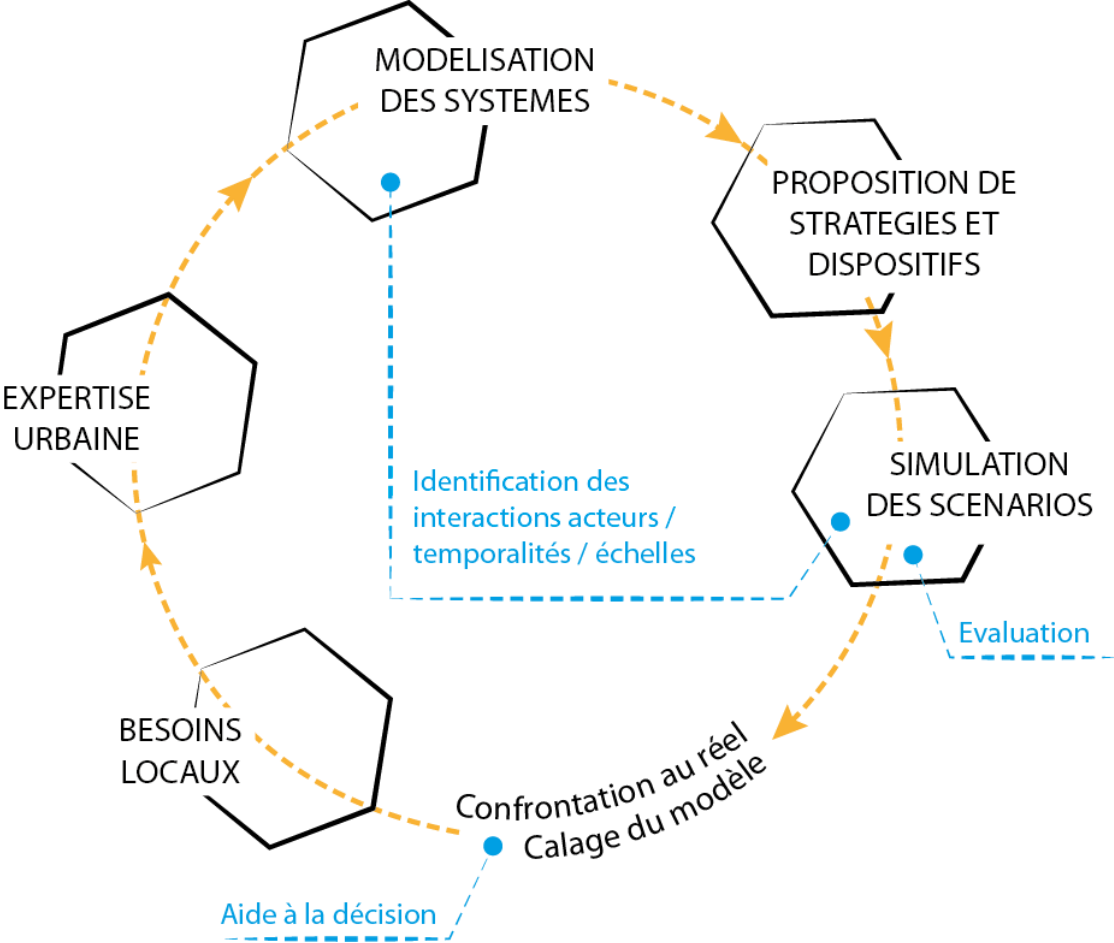 MODELISATION
DES SYSTEMES
PROPOSITION DE
STRATEGIES ET
DISPOSITIFS
EXPERTISE
URBAINE
SIMULATION
DES SCENARIOS
Identification des
interactions acteurs /
temporalités / échelles
Evaluation
BESOINS
LOCAUX
Confrontation au réel
Calage du modèle
Aide à la décision